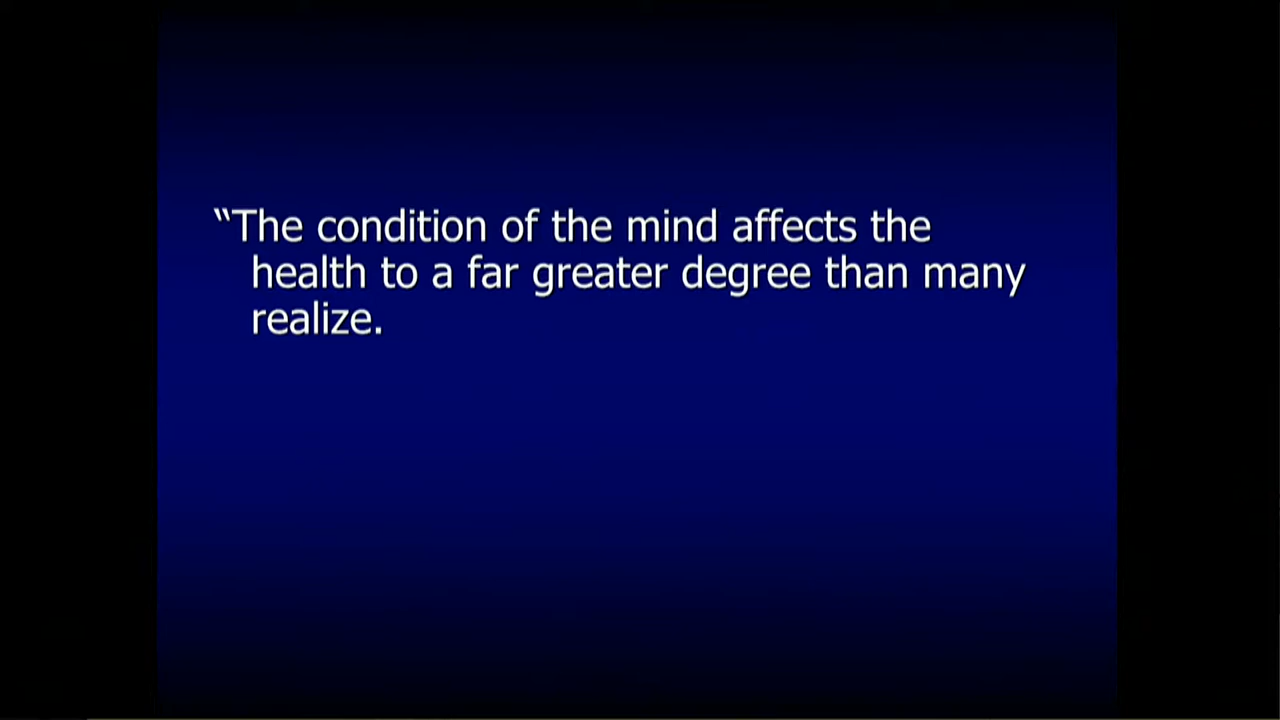 “The condition of the mind affects the
health to a far greater degree than many
realize.